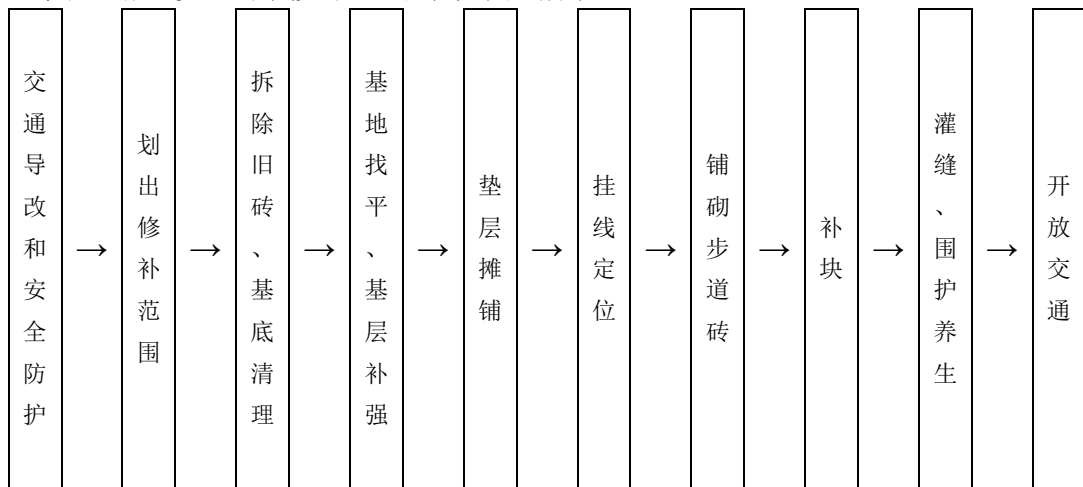 交通导改和安全防护
→
划出修补范围
→
拆除旧砖、基底清理
→
基地找平、基层补强
→
垫层摊铺
→
挂线定位
→
铺砌步道砖
→
补块
→
灌缝、围护养生
→
开放交通